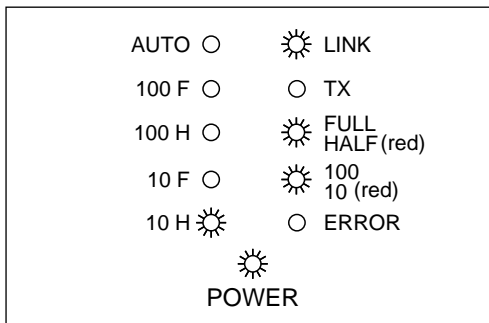 AUTO
LINK
100 F
TX
100 H
FULL
HALF (red)
10 F
100
10 (red)
10 H
ERROR
POWER